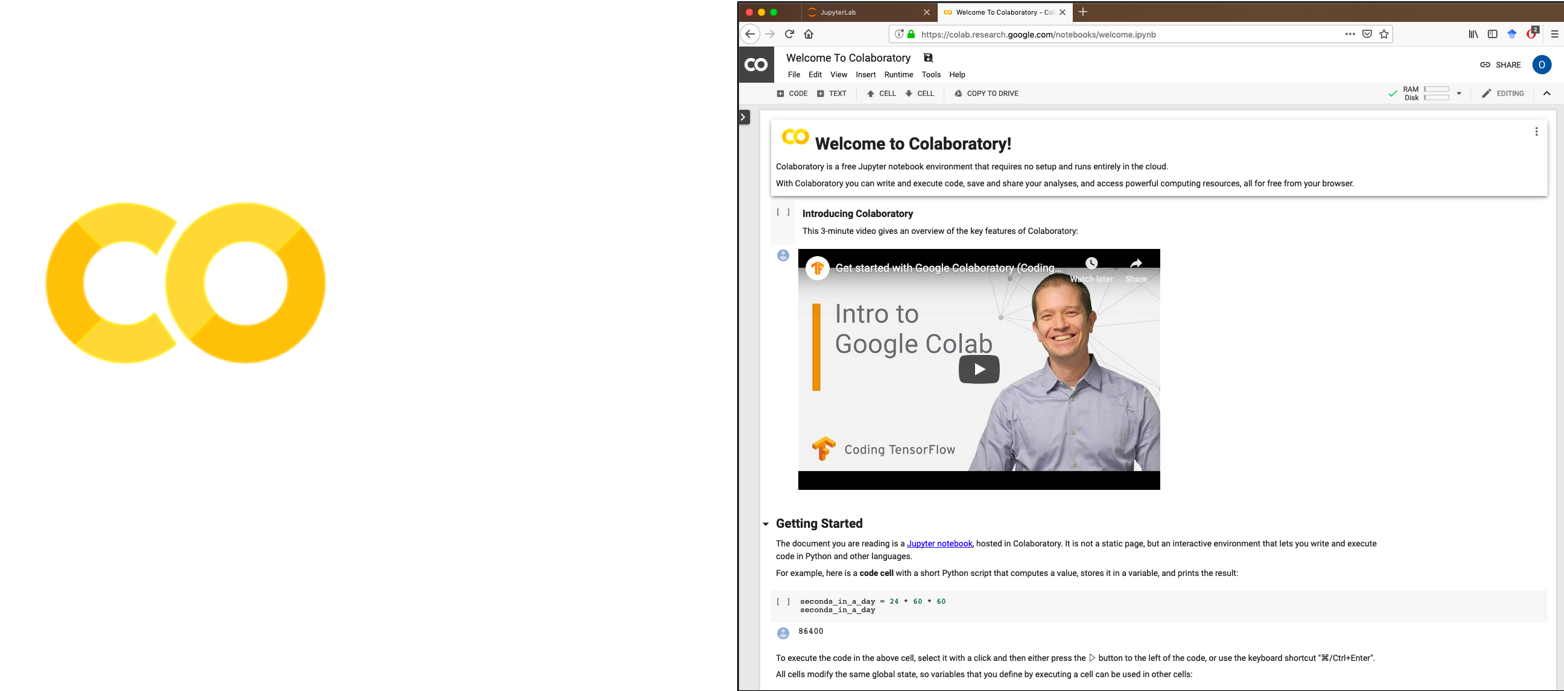 CO
JupyterLab
Welcome To Colaboratory - Col
https://colab.research.google.com/notebooks/welcome.ipynb
2
CO
Welcome To Colaboratory
File Edit View Insert Runtime Tools Help
SHARE
O
CODE TEXT CELL CELL COPY TO DRIVE
RAM
Disk
EDITING
CO Welcome to Colaboratory!
Colaboratory is a free Jupyter notebook environment that requires no setup and runs entirely in the cloud.
With Colaboratory you can write and execute code, save and share your analyses, and access powerful computing resources, all for free from your browser.
[ ] Introducing Colaboratory
This 3-minute video gives an overview of the key features of Colaboratory:
Get started with Google Colaboratory (Coding...
Watch later Share
Intro to
Google Colab
Coding TensorFlow
Getting Started
The document you are reading is a Jupyter notebook, hosted in Colaboratory. It is not a static page, but an interactive environment that lets you write and execute
code in Python and other languages.
For example, here is a code cell with a short Python script that computes a value, stores it in a variable, and prints the result:
[ ] seconds_in_a_day = 24 * 60 * 60
seconds_in_a_day
86400
To execute the code in the above cell, select it with a click and then either press the ▷ button to the left of the code, or use the keyboard shortcut "⌘/Ctrl+Enter".
All cells modify the same global state, so variables that you define by executing a cell can be used in other cells: